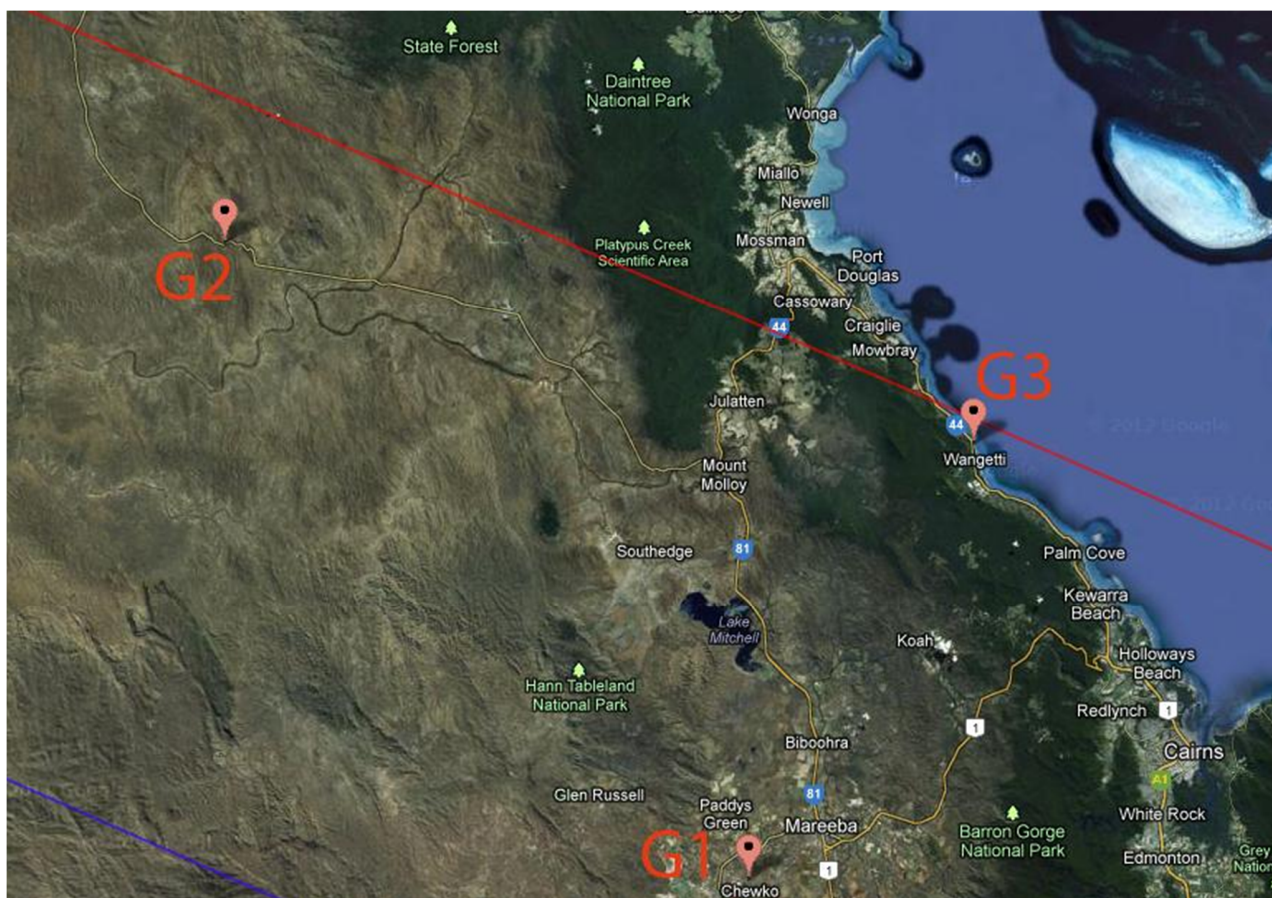 State Forest
Daintree
National Park
Wonga
Miallo
Newell
Mossman
Platypus Creek
Scientific Area
Port
Douglas
G2
Cassowary
44
Craiglie
Mowbray
G3
Julatten
44
© 2012 Google
Wangetti
Mount
Molloy
Southedge
81
Palm Cove
Kewarra
Beach
Lake
Mitchell
Koah
Holloways
Beach
Hann Tableland
National Park
Redlynch
1
1
Biboohra
Cairns
A1
Glen Russell
81
Paddys
Green
Mareeba
White Rock
Barron Gorge
National Park
G1
1
Edmonton
Grey
Nation
Chewko